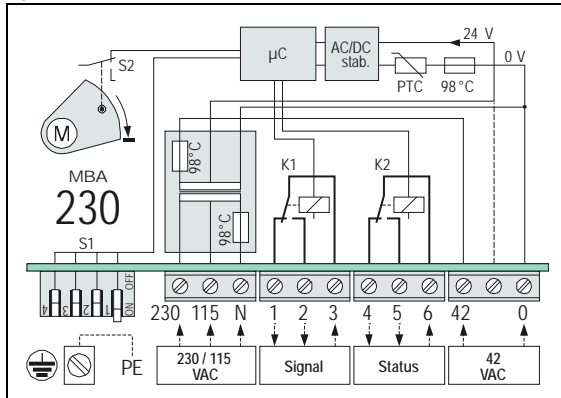 24 V
0 V
S2
L
µC
AC/DC
stab.
PTC
98°C
M
98°C
98°C
K1
K2
MBA
230
S1
4
3
2
1
OFF
ON
230
115
N
1
2
3
4
5
6
42
0
PE
230 / 115
VAC
Signal
Status
42
VAC